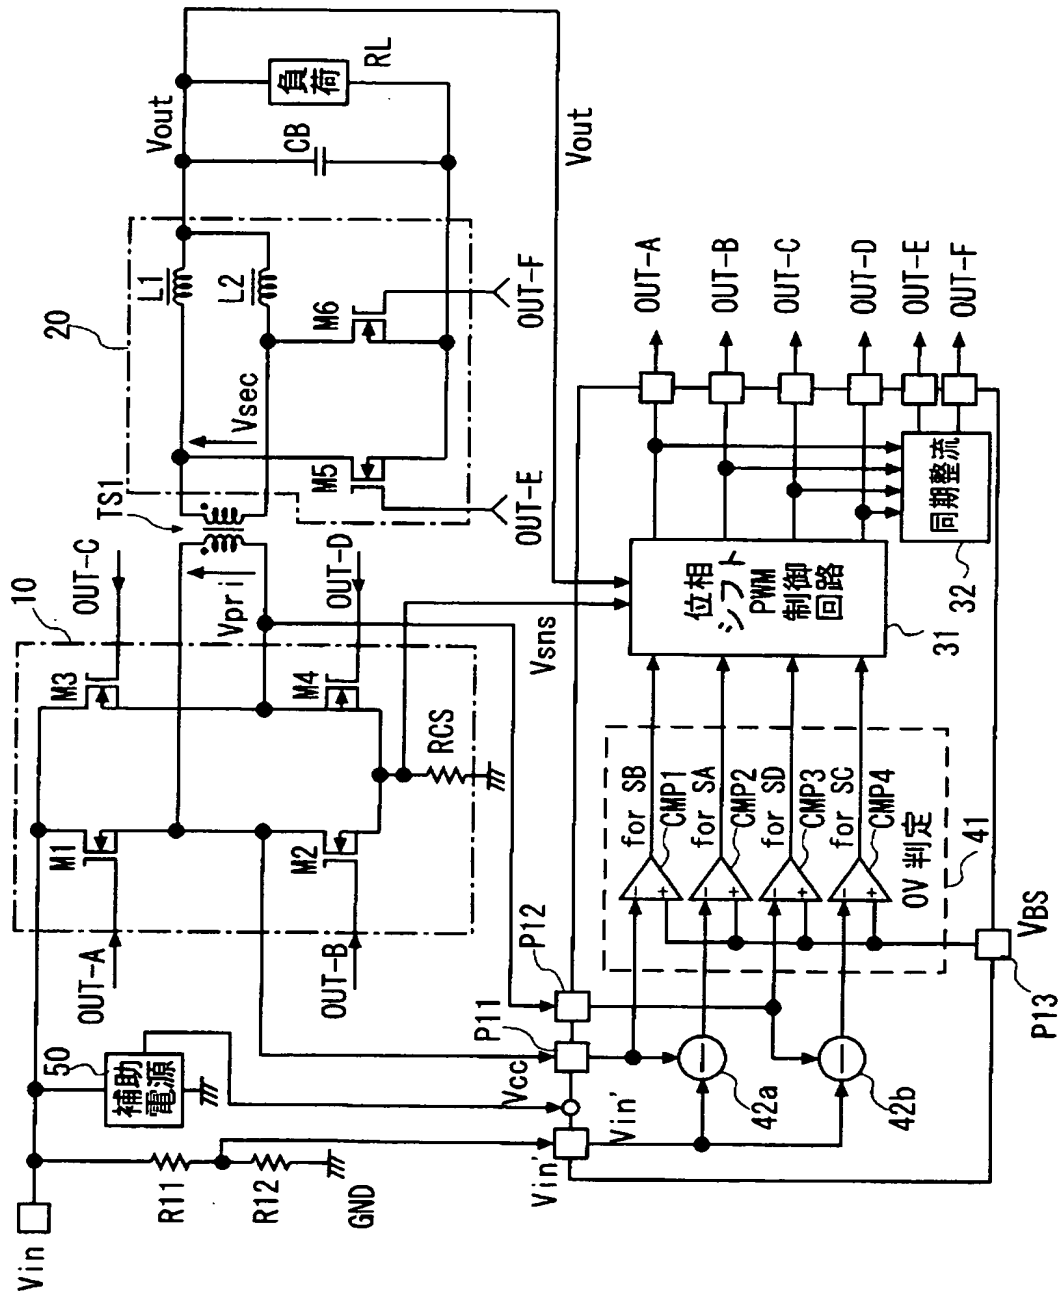 Vin
R11
R12
GND
50
補助
電源
OUT-A
OUT-B
10
M1
M2
M3
M4
RCS
OUT-C
OUT-D
Vpri
TS1
20
Vsec
L1
L2
M5
M6
OUT-E
OUT-F
Vout
CB
負荷
RL
Vout
Vsns
Vin'
Vcc
P11
P12
Vin'
42a
42b
for SB
CMP1
for SA
CMP2
for SD
CMP3
for SC
CMP4
0V 判定
41
VBS
P13
位相
シフト
PWM
制御
回路
31
同期整流
32
OUT-A
OUT-B
OUT-C
OUT-D
OUT-E
OUT-F